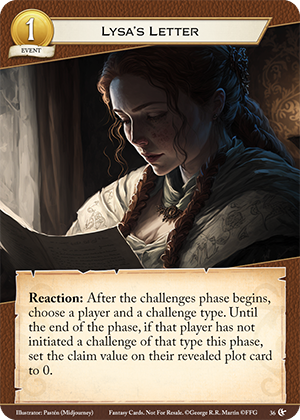 1
EVENT
LYSA'S LETTER
Reaction: After the challenges phase begins,
choose a player and a challenge type. Until
the end of the phase, if that player has not
initiated a challenge of that type this phase,
set the claim value on their revealed plot card
to 0.
Illustrator: Pastén (Midjourney) Fantasy Cards. Not For Resale. ©George R.R. Martin ©FFG 36